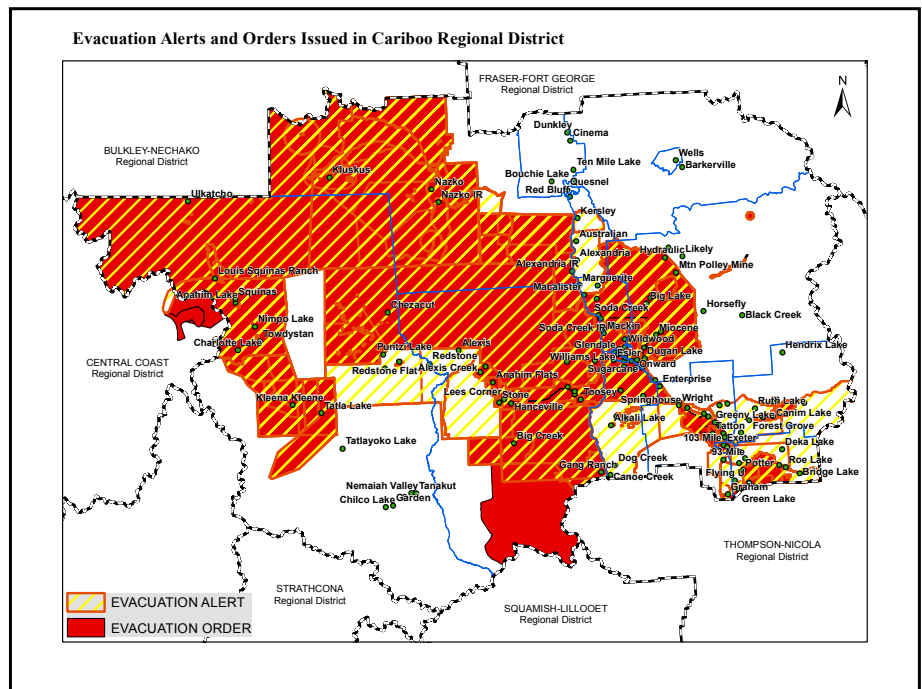 Evacuation Alerts and Orders Issued in Cariboo Regional District
FRASER-FORT GEORGE
Regional District
N
BULKLEY-NECHAKO
Regional District
Dunkley
Cinema
Wells
Barkerville
Ten Mile Lake
Bouchie Lake
Quesnel
Red Bluff
Kluskus
Nazko
Nazko IR
Ulkatcho
Kersley
Australian
Alexandria
Hydraulic
Likely
Alexandria IR
Mtn Polley Mine
Louis Squinas Ranch
Anahim Lake
Squinas
Marguerite
Macalister
Big Lake
Chezacut
Soda Creek
Horsefly
Black Creek
Nimpo Lake
Towdystan
Soda Creek IR
Mackin
Miocene
Wildwood
Charlotte Lake
Glendale
Hendrix Lake
CENTRAL COAST
Regional District
Puntzi Lake
Alexis
Redstone
Williams Lake
Esler
Dugan Lake
Onward
Redstone Flat
Alexis Creek
Anahim Flats
Sugarcane
Enterprise
Lees Corner
Stone
Hanceville
Toosey
Springhouse
Wright
Ruth Lake
Kleena Kleene
Tatla Lake
Greeny Lake
Canim Lake
Alkali Lake
Tatton
Forest Grove
Big Creek
103 Mile
Exeter
Deka Lake
Tatlayoko Lake
93-Mile
Dog Creek
Potter
Roe Lake
Gang Ranch
Canoe Creek
Flying U
Bridge Lake
Nemaiah Valley
Tanakut
Graham
Chilco Lake
Garden
Green Lake
THOMPSON-NICOLA
Regional District
STRATHCONA
Regional District
SQUAMISH-LILLOOET
Regional District
EVACUATION ALERT
EVACUATION ORDER